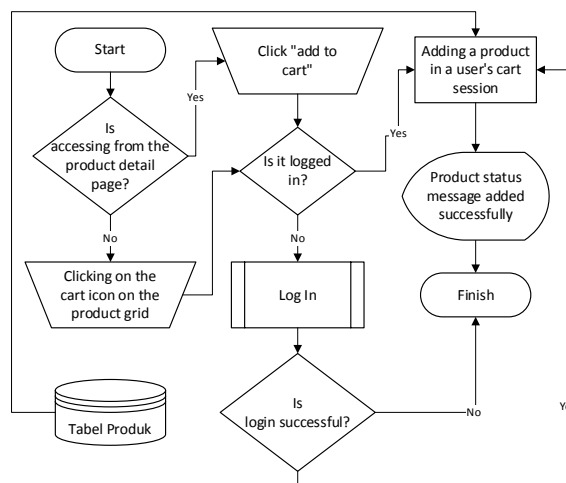 Start
Click "add to
cart"
Adding a product
in a user's cart
session
Yes
Is
accessing from the
product detail
page?
Is it logged
in?
Yes
Product status
message added
successfully
No
No
Clicking on the
cart icon on the
product grid
Log In
Finish
Is
login successful?
No
Tabel Produk